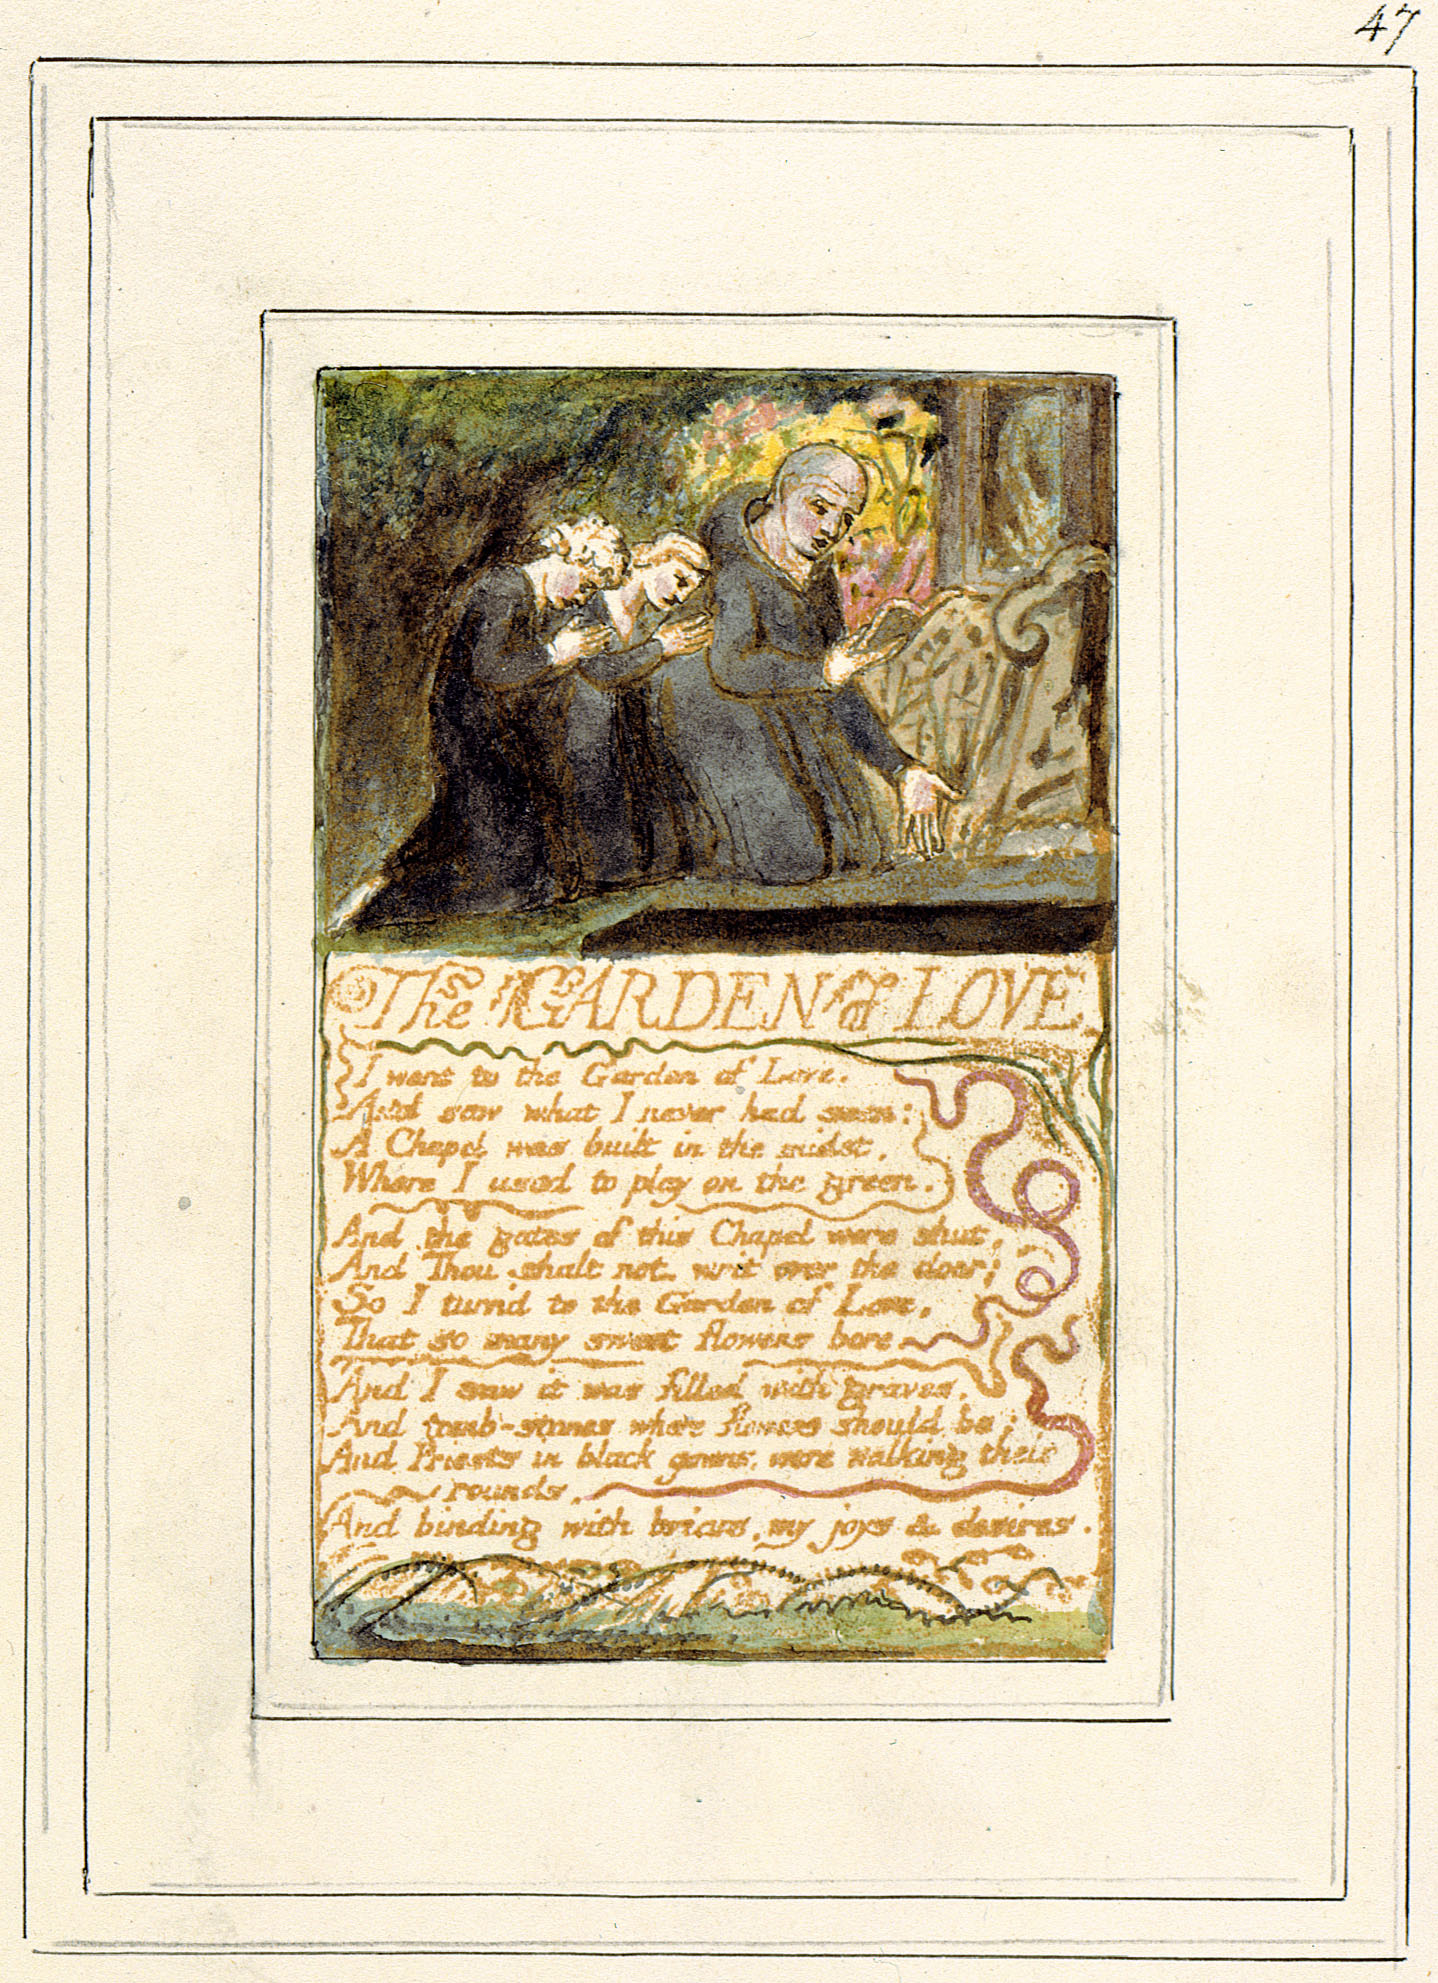 47
The GARDEN of LOVE
I went to the Garden of Love.
And saw what I never had seen:
A Chapel was built in the midst,
Where I used to play on the green.
And the gates of this Chapel were shut,
And Thou shalt not. writ over the door;
So I turn'd to the Garden of Love,
That so many sweet flowers bore
And I saw it was filled with graves,
And tomb-stones where flowers should be:
And Priests in black gowns, were walking their
rounds,
And binding with briars, my joys & desires.